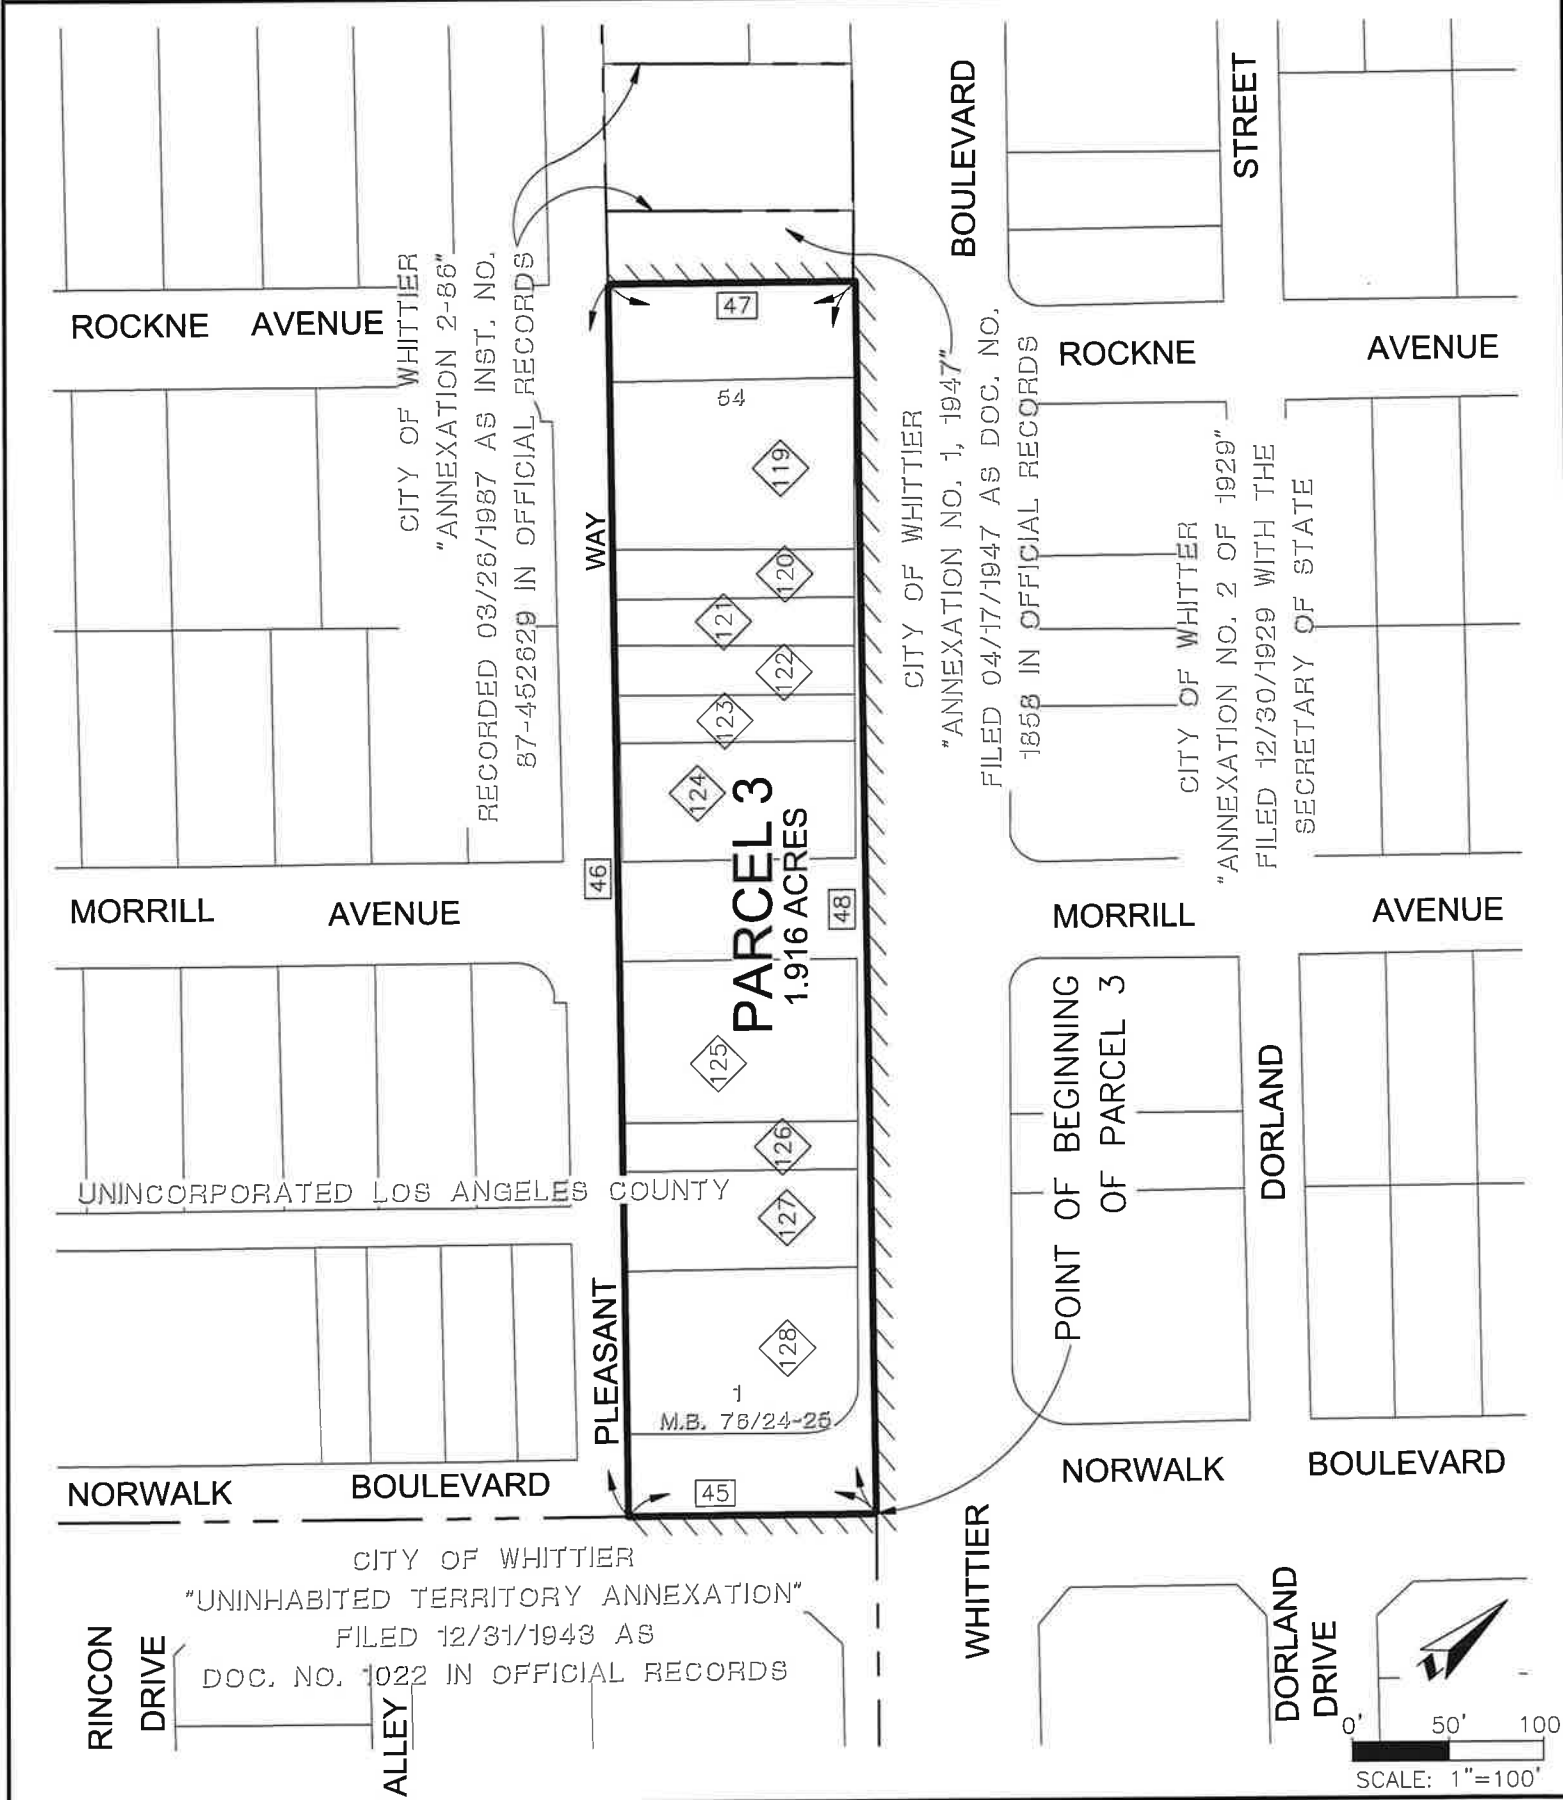 BOULEVARD
STREET
CITY OF WHITTIER
"ANNEXATION 2-86"
RECORDED 03/26/1987 AS INST. NO.
87-452629 IN OFFICIAL RECORDS
ROCKNE AVENUE
47
ROCKNE AVENUE
54
119
WAY
120
121
122
123
124
CITY OF WHITTIER
"ANNEXATION NO. 1, 1947"
FILED 04/17/1947 AS DOC. NO.
1858 IN OFFICIAL RECORDS
CITY OF WHITTIER
"ANNEXATION NO. 2 OF 1929"
FILED 12/30/1929 WITH THE
SECRETARY OF STATE
PARCEL 3
1.916 ACRES
46
48
MORRILL AVENUE
MORRILL AVENUE
125
126
127
128
UNINCORPORATED LOS ANGELES COUNTY
POINT OF BEGINNING
OF PARCEL 3
DORLAND
PLEASANT
1
M.B. 76/24-25
NORWALK BOULEVARD
45
NORWALK BOULEVARD
CITY OF WHITTIER
"UNINHABITED TERRITORY ANNEXATION"
FILED 12/31/1943 AS
DOC. NO. 1022 IN OFFICIAL RECORDS
RINCON
DRIVE
ALLEY
WHITTIER
DORLAND
DRIVE
N
0' 50' 100
SCALE: 1"=100'